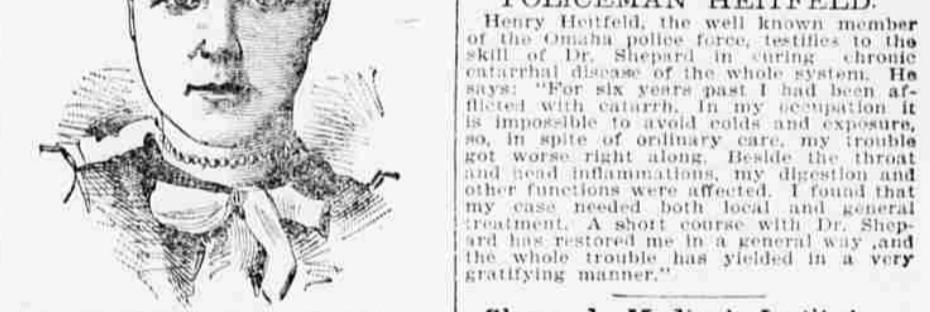 POLICEMAN HEITFELD.
Henry Heitfeld, the well known member
of the Omaha police force, testifies to the
skill of Dr. Shepard in curing chronic
catarrhal disease of the whole system. He
says: "For six years past I had been af-
flicted with catarrh. In my occupation it
is impossible to avoid colds and exposure,
so, in spite of ordinary care, my trouble
got worse right along. Beside the throat
and head inflammations, my digestion and
other functions were affected. I found that
my case needed both local and general
treatment. A short course with Dr. Shep-
ard has restored me in a general way ,and
the whole trouble has yielded in a very
gratifying manner."